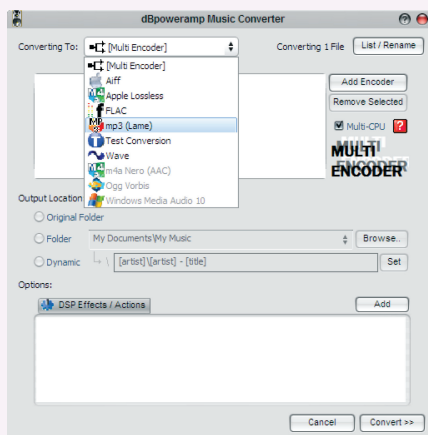 dBpoweramp Music Converter
Converting To: [Multi Encoder] Converting 1 File List / Rename
[Multi Encoder]
Aiff
Apple Lossless
FLAC
mp3 (Lame)
Test Conversion
Wave
m4a Nero (AAC)
Ogg Vorbis
Windows Media Audio 10
Add Encoder
Remove Selected
Multi-CPU ?
MULTI
ENCODER
Output Location
Original Folder
Folder My Documents\My Music Browse..
Dynamic \ [artist]\[artist] - [title] Set
Options:
DSP Effects / Actions Add
Cancel Convert >>